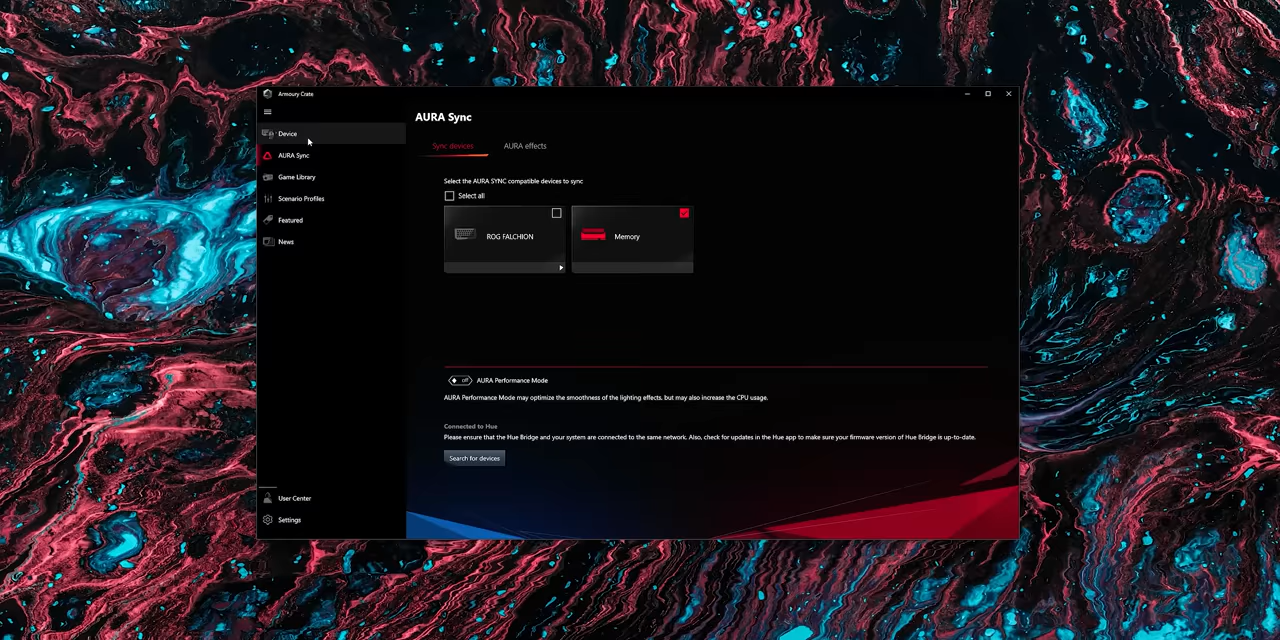 Armoury Crate
AURA Sync
Device
Sync devices
AURA effects
AURA Sync
Game Library
Select the AURA SYNC compatible devices to sync
Select all
Scenario Profiles
Featured
ROG FALCHION
Memory
News
off
AURA Performance Mode
AURA Performance Mode may optimize the smoothness of the lighting effects, but may also increase the CPU usage.
Connected to Hue
Please ensure that the Hue Bridge and your system are connected to the same network. Also, check for updates in the Hue app to make sure your firmware version of Hue Bridge is up-to-date.
Search for devices
User Center
Settings